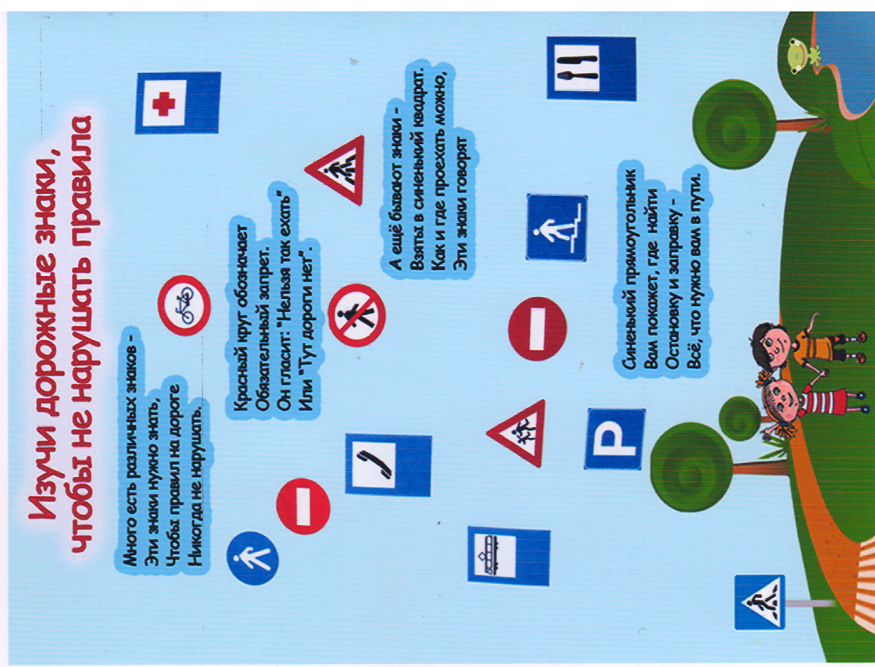 Изучи дорожные знаки,
чтобы не нарушать правила
Много есть различных знаков -
Эти знаки нужно знать,
Чтобы правил на дороге
Никогда не нарушать.
Красный круг обозначает
Обязательный запрет.
Он гласит: "Нельзя так ехать"
Или "Тут дороги нет".
А ещё бывают знаки -
Взяты в синенький квадрат.
Как и где проехать можно,
Эти знаки говорят
P
Синенький прямоугольник
Вам покажет, где найти
Остановку и заправку -
Всё, что нужно вам в пути.